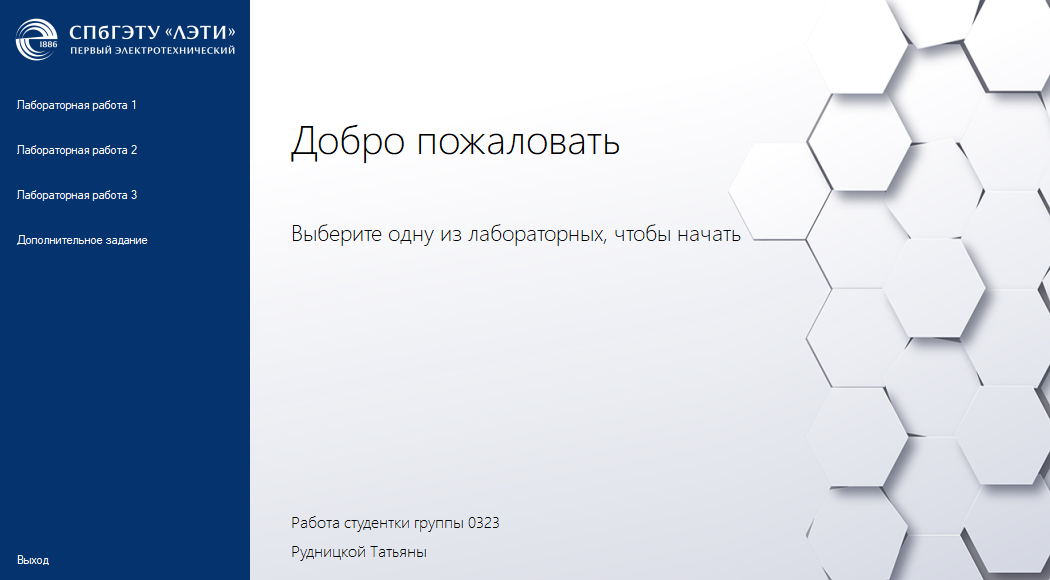 СПбГЭТУ «ЛЭТИ»
ПЕРВЫЙ ЭЛЕКТРОТЕХНИЧЕСКИЙ
1886
Лабораторная работа 1
Лабораторная работа 2
Лабораторная работа 3
Дополнительное задание
Выход
Добро пожаловать
Выберите одну из лабораторных, чтобы начать
Работа студентки группы 0323
Рудницкой Татьяны